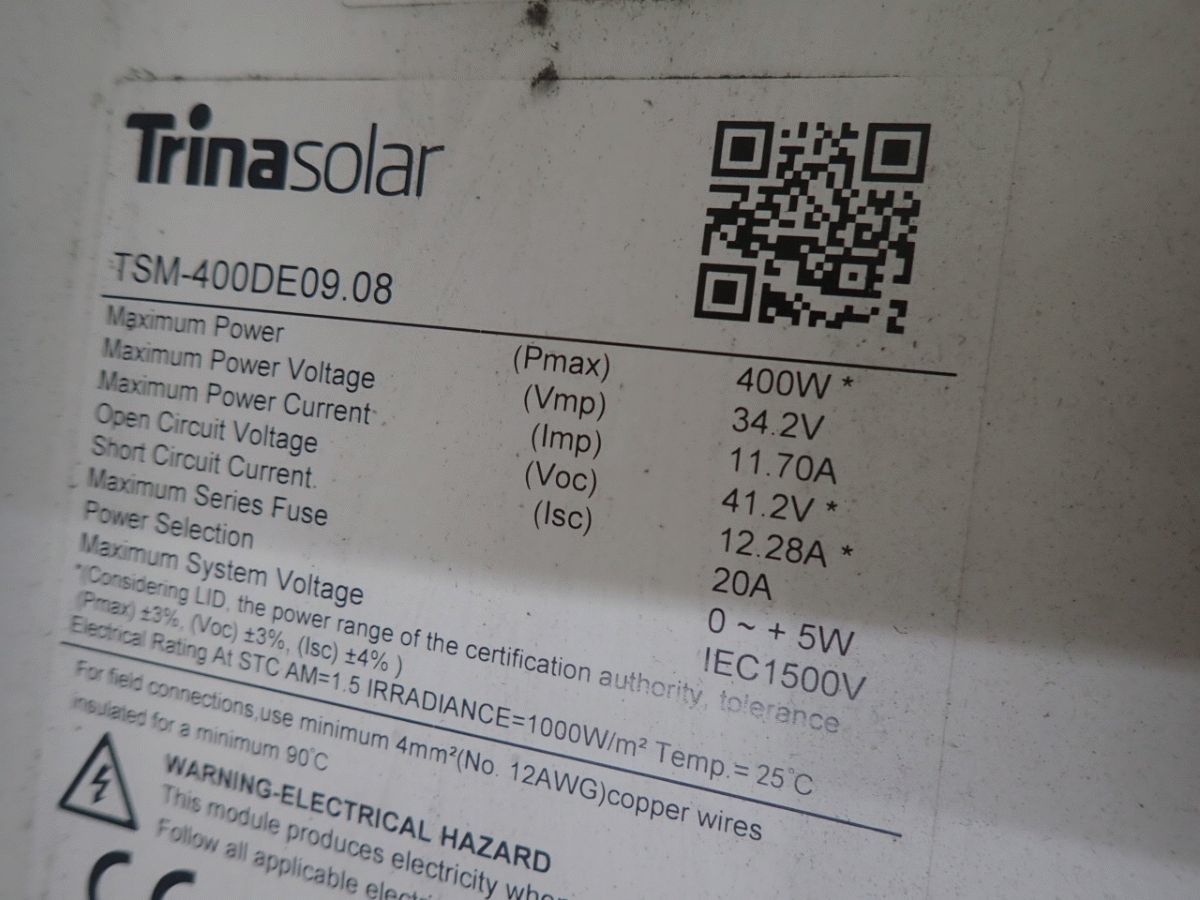 Trinasolar
TSM-400DE09.08
Maximum Power (Pmax) 400W *
Maximum Power Voltage (Vmp) 34.2V
Maximum Power Current (Imp) 11.70A
Open Circuit Voltage (Voc) 41.2V *
Short Circuit Current. (Isc) 12.28A *
Maximum Series Fuse 20A
Power Selection 0 ~ + 5W
Maximum System Voltage IEC1500V
*(Considering LID, the power range of the certification authority, tolerance
(Pmax) ±3%, (Voc) ±3%, (Isc) ±4% )
Electrical Rating At STC AM=1.5 IRRADIANCE=1000W/m² Temp.= 25°C
For field connections,use minimum 4mm²(No. 12AWG)copper wires
insulated for a minimum 90°C
WARNING-ELECTRICAL HAZARD
This module produces electricity
Follow all applicable
CE